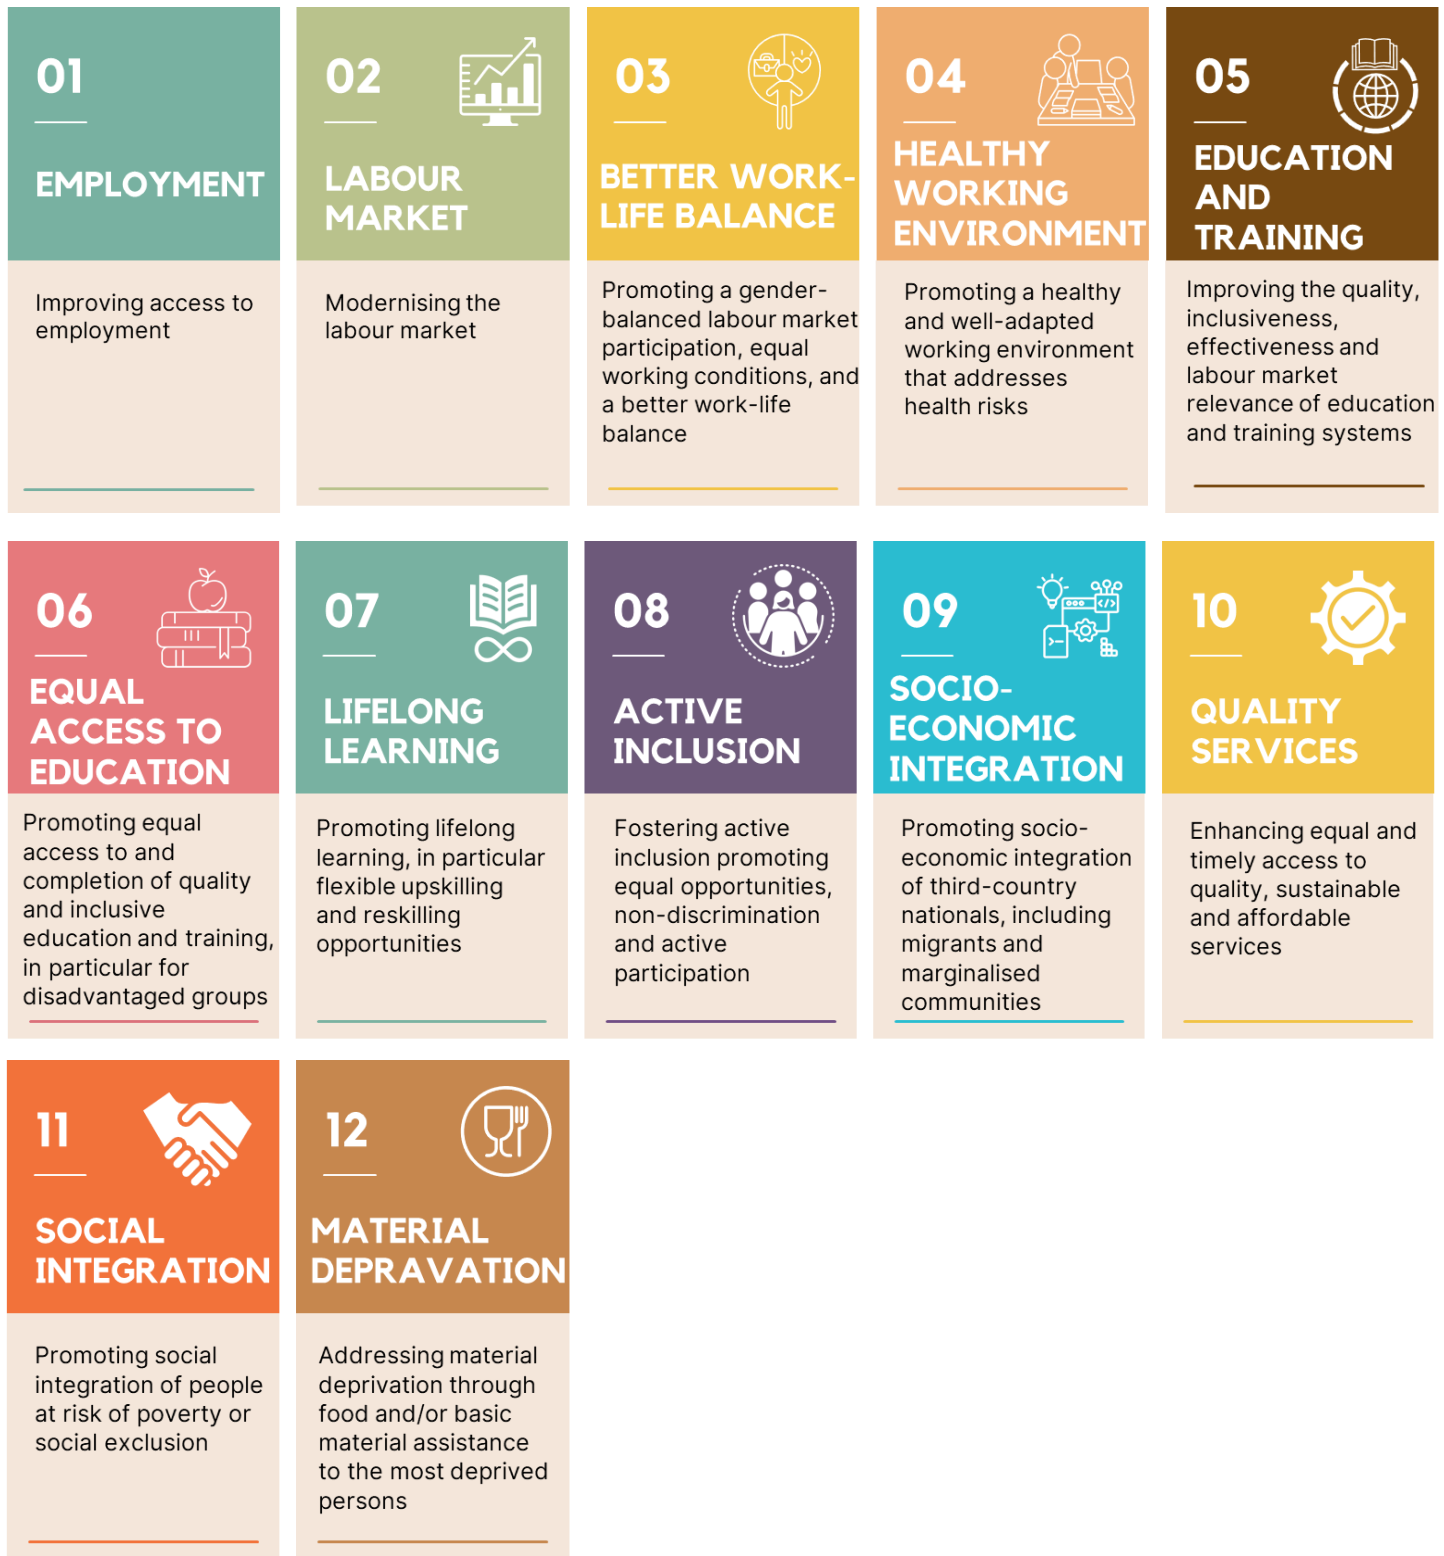 01
EMPLOYMENT
Improving access to
employment
02
LABOUR
MARKET
Modernising the
labour market
03
BETTER WORK-
LIFE BALANCE
Promoting a gender-
balanced labour market
participation, equal
working conditions, and
a better work-life
balance
04
HEALTHY
WORKING
ENVIRONMENT
Promoting a healthy
and well-adapted
working environment
that addresses
health risks
05
EDUCATION
AND
TRAINING
Improving the quality,
inclusiveness,
effectiveness and
labour market
relevance of education
and training systems
06
EQUAL
ACCESS TO
EDUCATION
Promoting equal
access to and
completion of quality
and inclusive
education and training,
in particular for
disadvantaged groups
07
LIFELONG
LEARNING
Promoting lifelong
learning, in particular
flexible upskilling
and reskilling
opportunities
08
ACTIVE
INCLUSION
Fostering active
inclusion promoting
equal opportunities,
non-discrimination
and active
participation
09
SOCIO-
ECONOMIC
INTEGRATION
Promoting socio-
economic integration
of third-country
nationals, including
migrants and
marginalised
communities
10
QUALITY
SERVICES
Enhancing equal and
timely access to
quality, sustainable
and affordable
services
11
SOCIAL
INTEGRATION
Promoting social
integration of people
at risk of poverty or
social exclusion
12
MATERIAL
DEPRAVATION
Addressing material
deprivation through
food and/or basic
material assistance
to the most deprived
persons